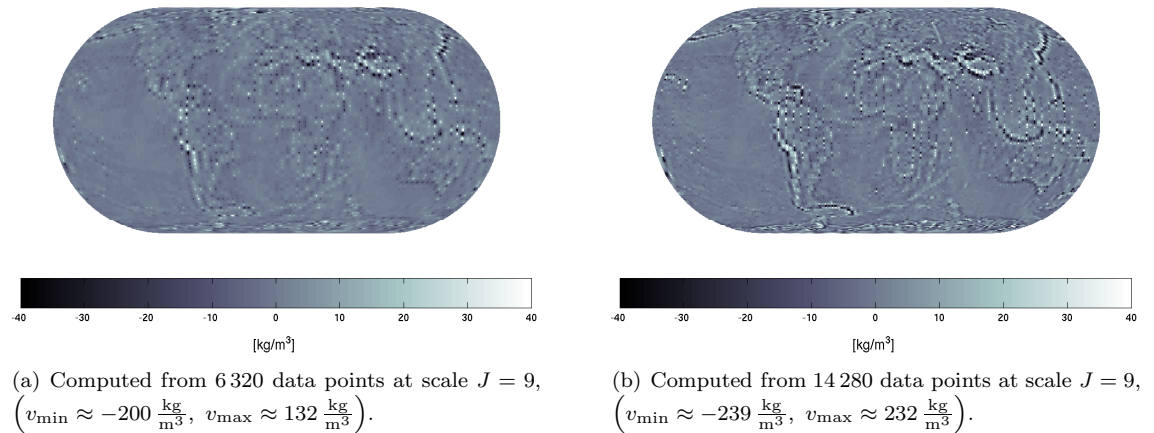 -40 -30 -20 -10 0 10 20 30 40
[kg/m³]
(a) Computed from 6 320 data points at scale J = 9,
(v_min ≈ −200 kg/m³, v_max ≈ 132 kg/m³).
-40 -30 -20 -10 0 10 20 30 40
[kg/m³]
(b) Computed from 14 280 data points at scale J = 9,
(v_min ≈ −239 kg/m³, v_max ≈ 232 kg/m³).